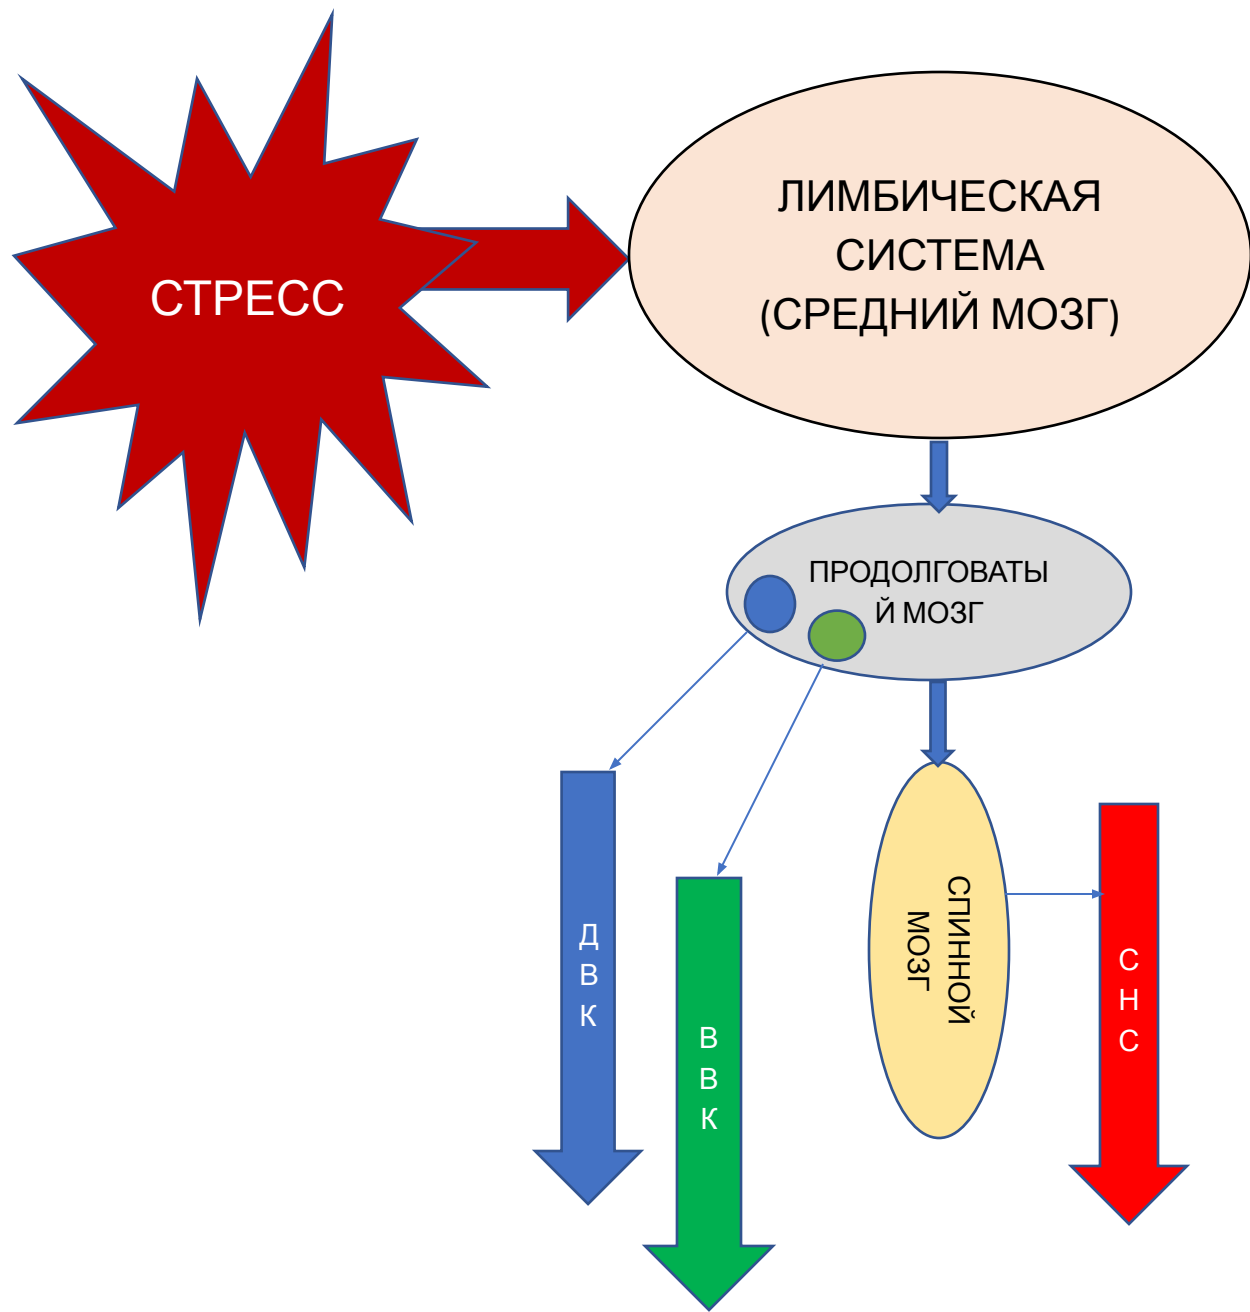 СТРЕСС
ЛИМБИЧЕСКАЯ
СИСТЕМА
(СРЕДНИЙ МОЗГ)
ПРОДОЛГОВАТЫ
Й МОЗГ
СПИННОЙ
МОЗГ
Д
В
К
В
В
К
С
Н
С